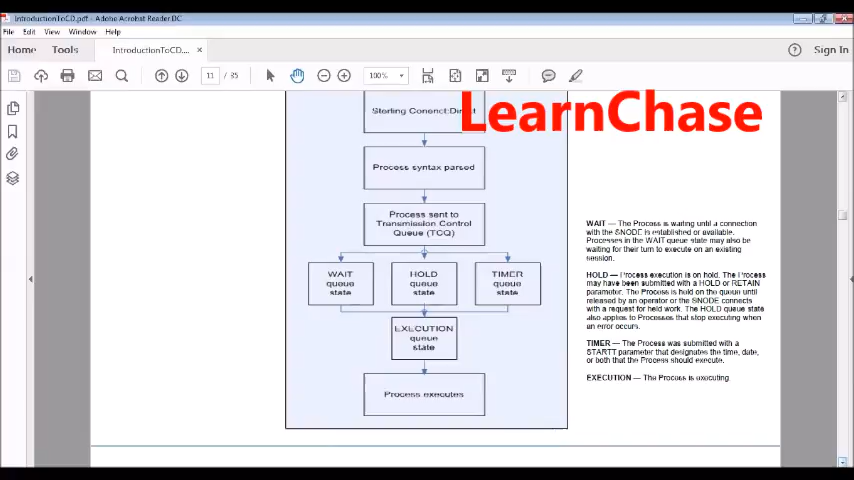 IntroductionToCD.pdf - Adobe Acrobat Reader DC
File Edit View Window Help
Home Tools IntroductionToCD.... × Sign In
11 / 35 100%
LearnChase
Sterling Conenct:Direct
Process syntax parsed
Process sent to
Transmission Control
Queue (TCQ)
WAIT
queue
state
HOLD
queue
state
TIMER
queue
state
EXECUTION
queue
state
Process executes
WAIT — The Process is waiting until a connection
with the SNODE is established or available.
Processes in the WAIT queue state may also be
waiting for their turn to execute on an existing
session.
HOLD — Process execution is on hold. The Process
may have been submitted with a HOLD or RETAIN
parameter. The Process is held on the queue until
released by an operator or the SNODE connects
with a request for held work. The HOLD queue state
also applies to Processes that stop executing when
an error occurs.
TIMER — The Process was submitted with a
STARTT parameter that designates the time, date,
or both that the Process should execute.
EXECUTION — The Process is executing.